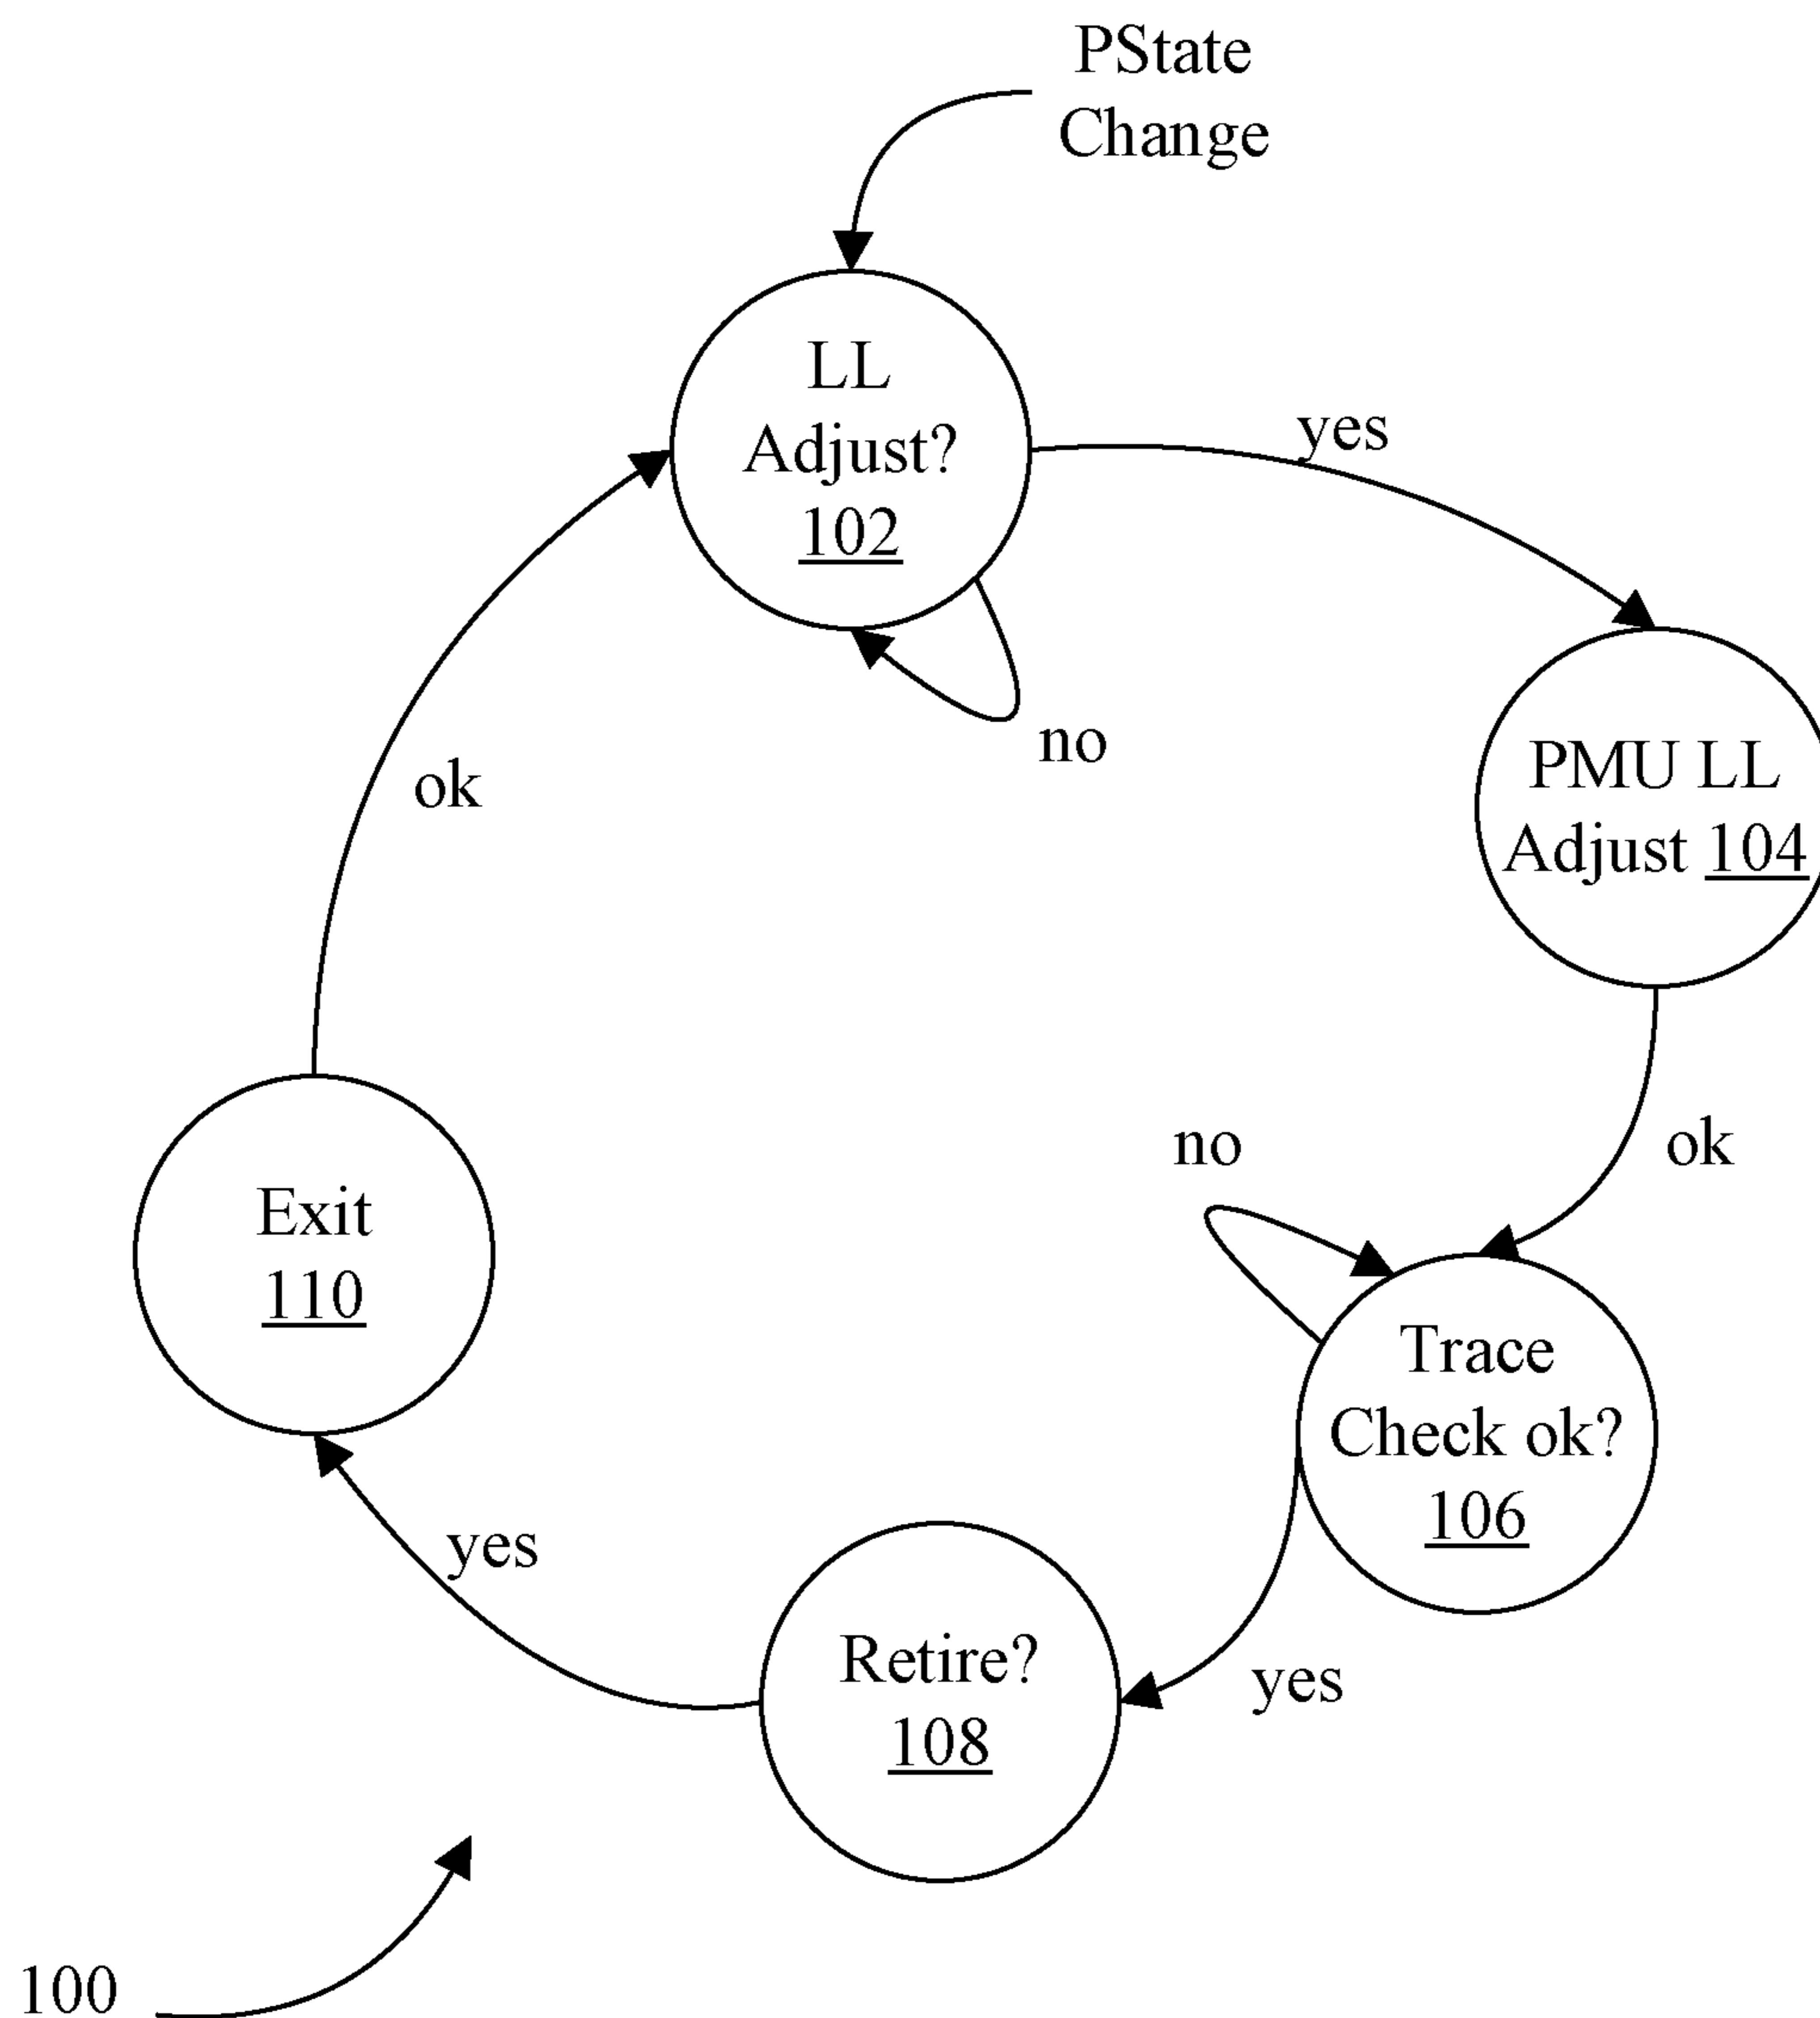 PState
Change
LL
Adjust?
102
yes
no
ok
PMU LL
Adjust 104
ok
no
Exit
110
Trace
Check ok?
106
yes
Retire?
108
yes
100